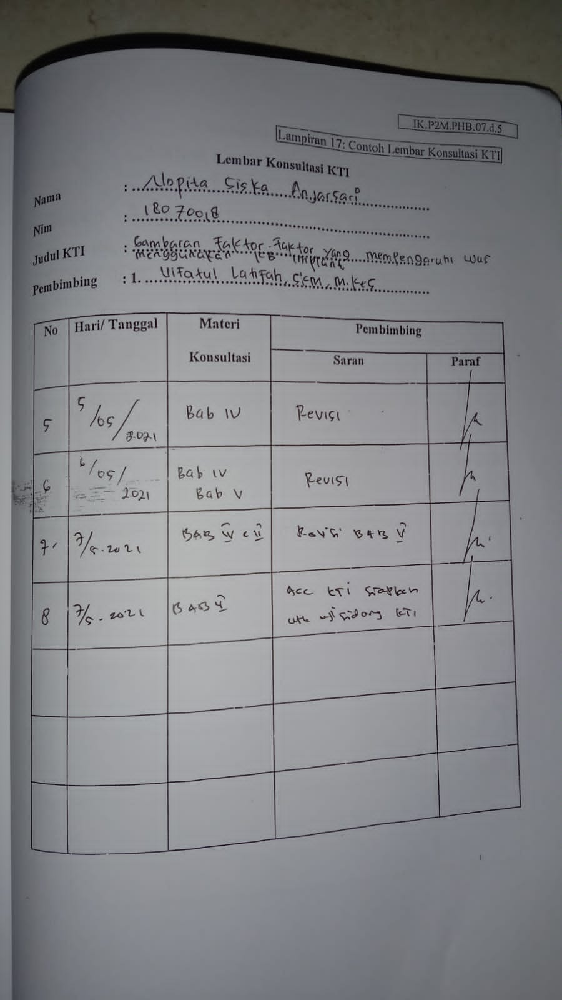 IK.P2M.PHB.07.d.5
Lampiran 17: Contoh Lembar Konsultasi KTI
Lembar Konsultasi KTI
Nama : Nopita Siska Anjarsari
Nim : 18070018
Judul KTI : Gambaran Faktor-Faktor yang mempengaruhi WUS
menggunakan KB Implant
Pembimbing : 1. Ulfatul Latifah, SKM, M.Kes
No Hari/ Tanggal Materi Konsultasi Pembimbing
Saran Paraf
5 5/05/2021 Bab IV Revisi
6 6/05/2021 Bab IV Revisi
Bab V
7. 7/5-2021 BAB IV & V Revisi BAB V
8 7/5-2021 BAB V Acc KTI siapkan
utk uji sidang KTI